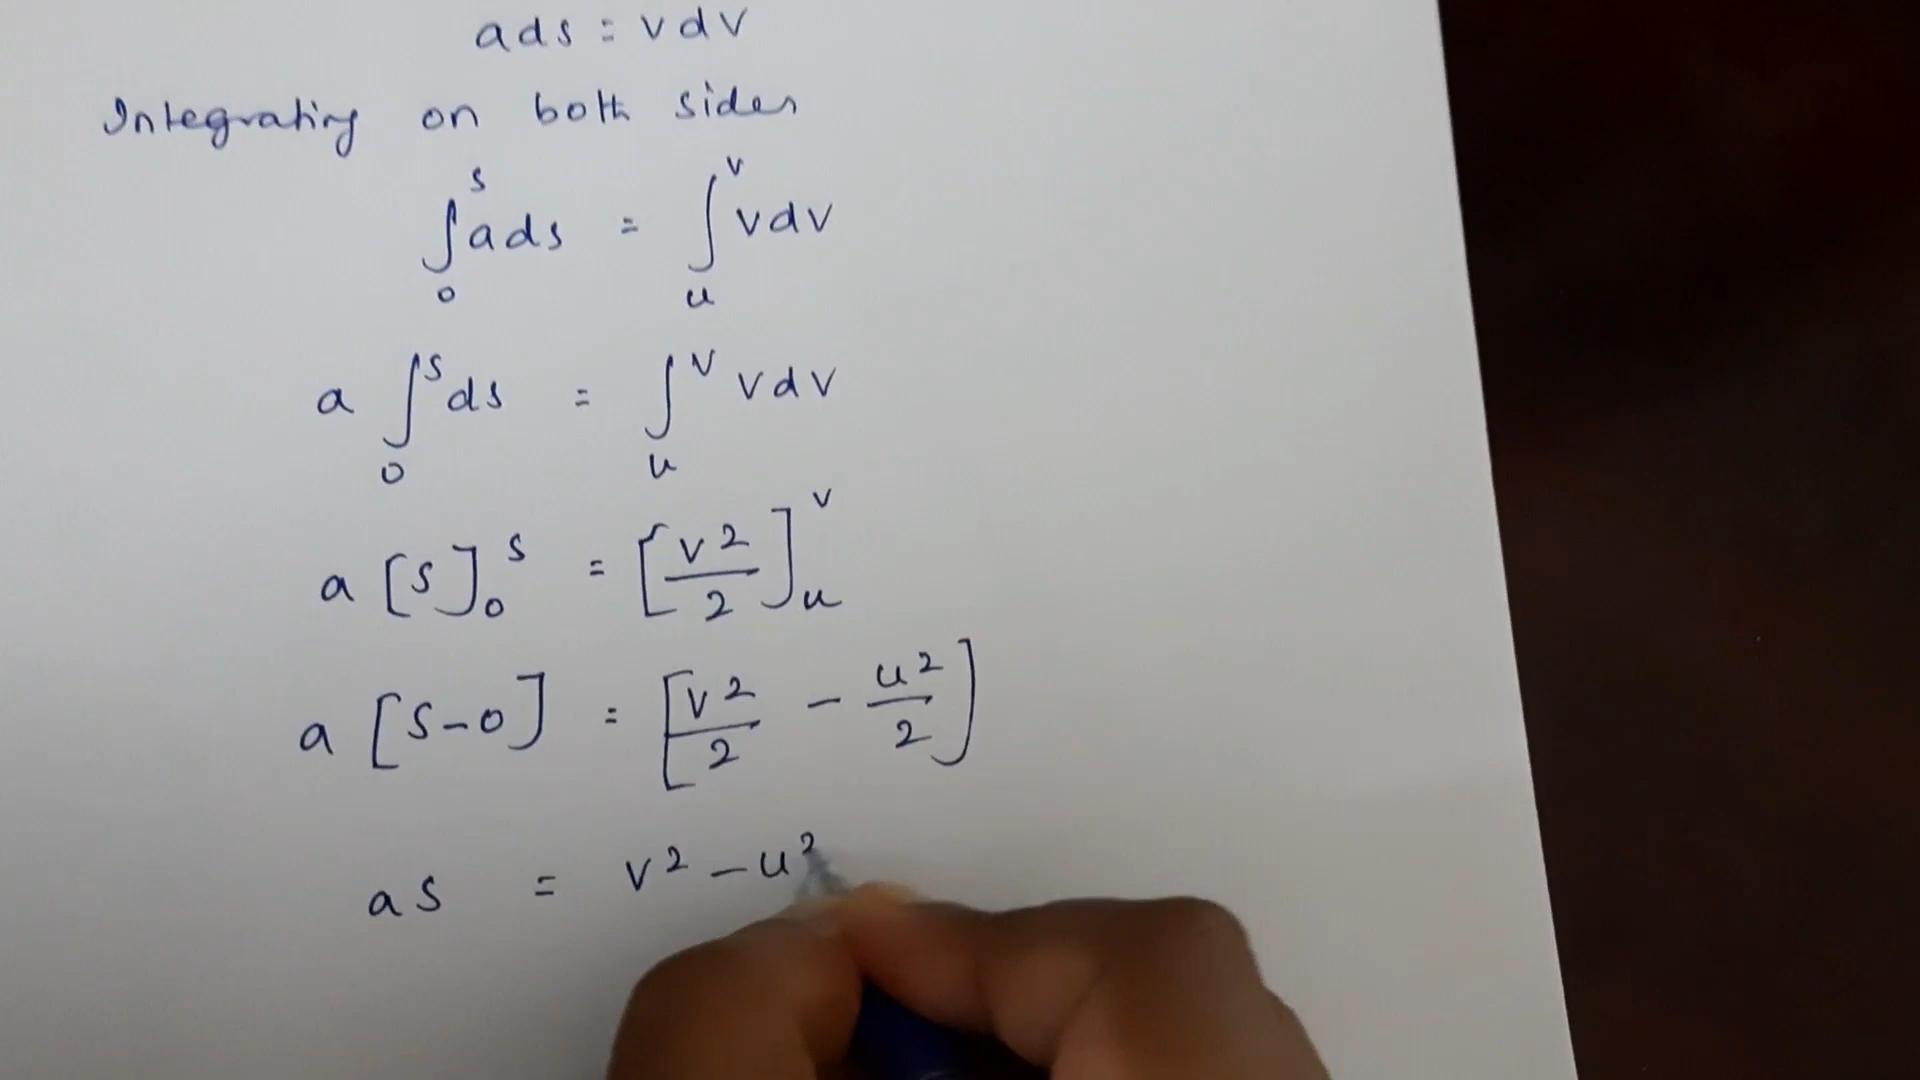 ads = vdv
Integrating on both sides
∫₀ˢ ads = ∫ᵤᵛ vdv
a ∫₀ˢ ds = ∫ᵤᵛ vdv
a [s]₀ˢ = [v²/2]ᵤᵛ
a [s-0] = [v²/2 - u²/2]
as = v² - u²